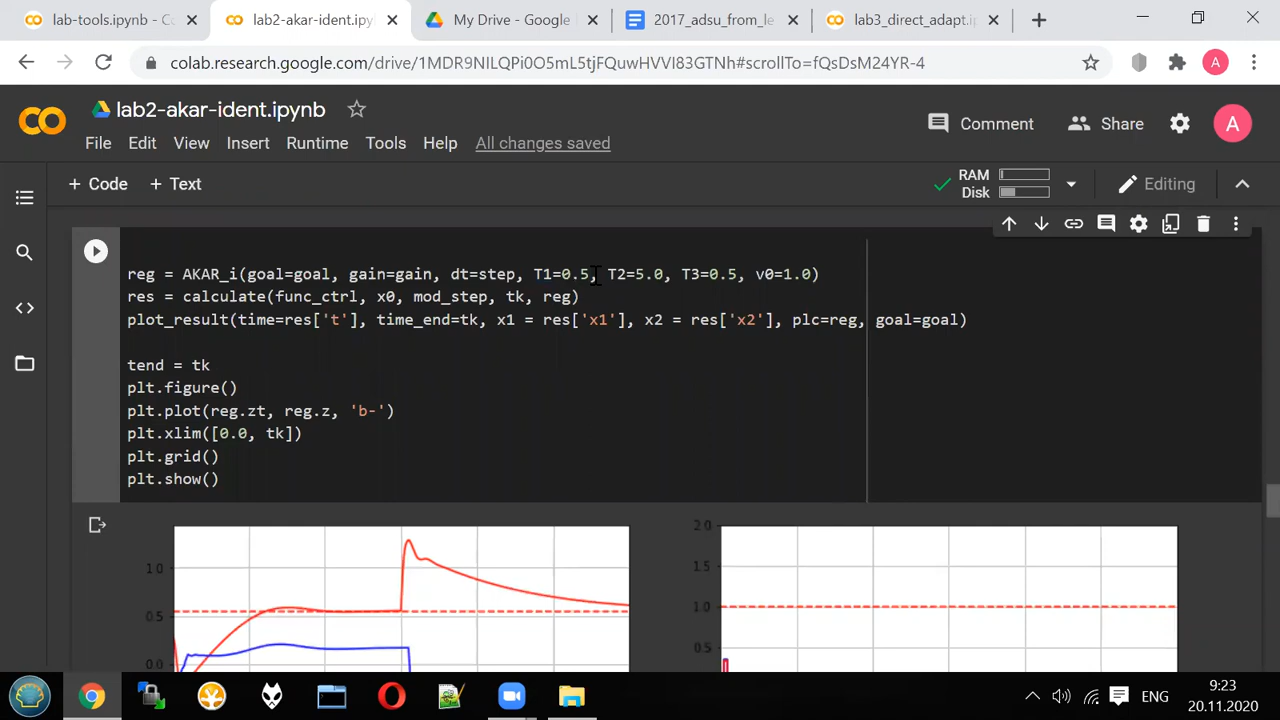 lab-tools.ipynb - Co
lab2-akar-ident.ipy
My Drive - Google
2017_adsu_from_le
lab3_direct_adapt.i
colab.research.google.com/drive/1MDR9NILQPi0O5mL5tjFQuwHVVI83GTNh#scrollTo=fQsDsM24YR-4
A
lab2-akar-ident.ipynb
Comment
Share
A
File Edit View Insert Runtime Tools Help All changes saved
+ Code + Text
RAM
Disk
Editing
reg = AKAR_i(goal=goal, gain=gain, dt=step, T1=0.5, T2=5.0, T3=0.5, v0=1.0)
res = calculate(func_ctrl, x0, mod_step, tk, reg)
plot_result(time=res['t'], time_end=tk, x1 = res['x1'], x2 = res['x2'], plc=reg, goal=goal)
tend = tk
plt.figure()
plt.plot(reg.zt, reg.z, 'b-')
plt.xlim([0.0, tk])
plt.grid()
plt.show()
1.0
0.5
0.0
2.0
1.5
1.0
0.5
ENG
9:23
20.11.2020